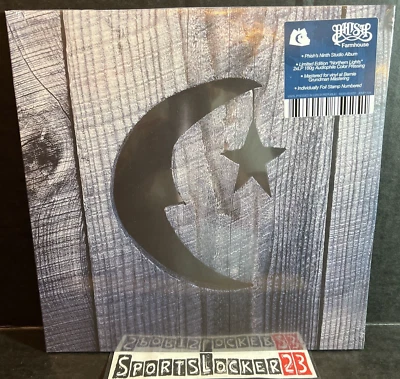 PHISH
Farmhouse
• Phish's Ninth Studio Album
• Limited Edition "Northern Lights"
2xLP 180g Audiophile Color Pressing
• Mastered for vinyl at Bernie
Grundman Mastering
• Individually Foil Stamp Numbered
SPORTSLOCKER23
SPORTSLOCKER23